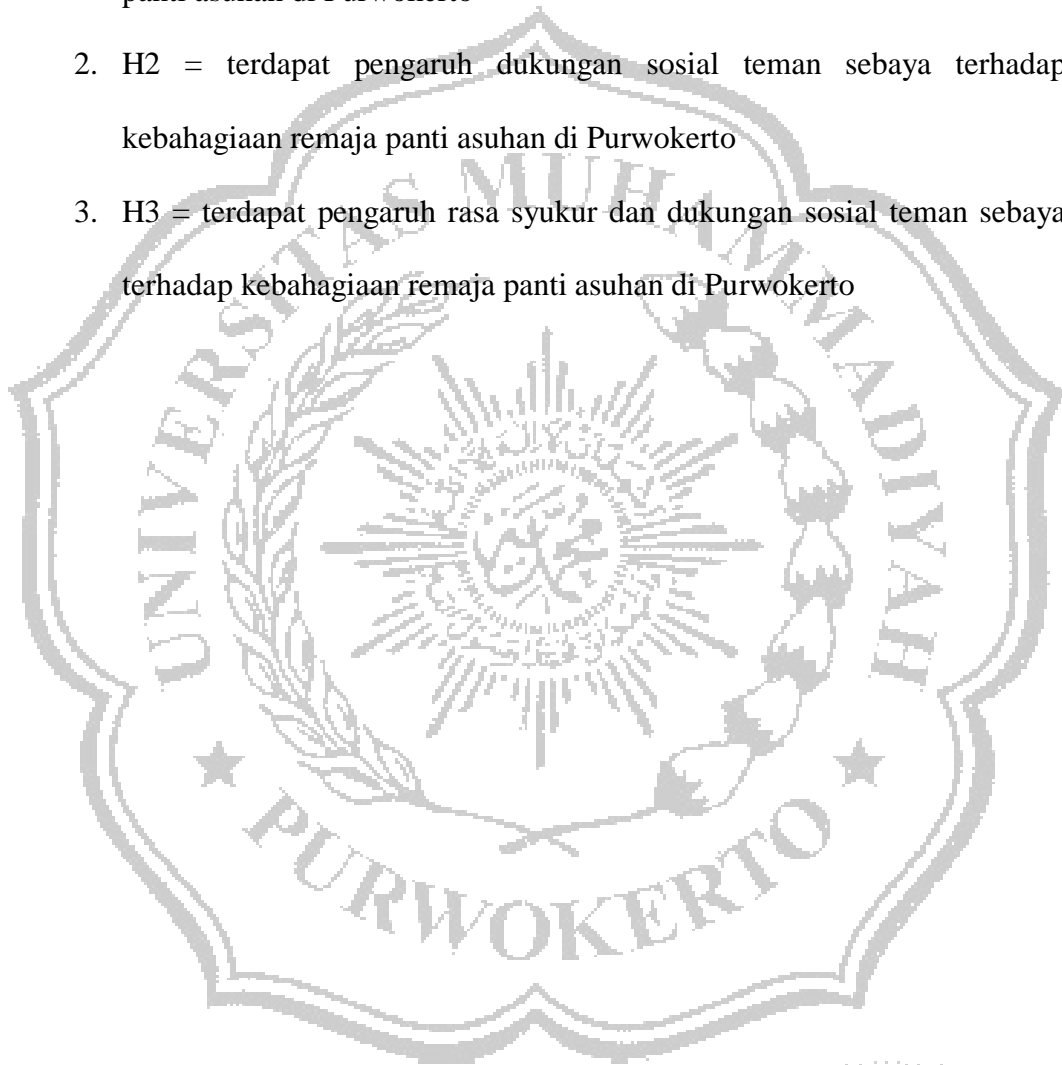 panti asuhan di Purwokerto
2. H2 = terdapat pengaruh dukungan sosial teman sebaya terhadap
kebahagiaan remaja panti asuhan di Purwokerto
3. H3 = terdapat pengaruh rasa syukur dan dukungan sosial teman sebaya
terhadap kebahagiaan remaja panti asuhan di Purwokerto
UNIVERSITAS MUHAMMADIYAH
PURWOKERTO